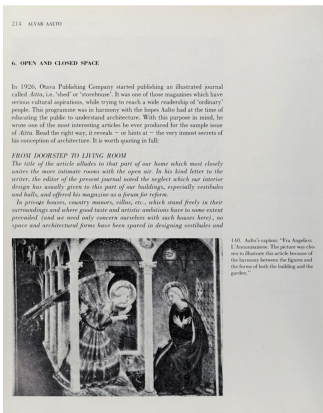 214 ALVAR AALTO
6. OPEN AND CLOSED SPACE
In 1926, Otava Publishing Company started publishing an illustrated journal
called Aitta, i.e. 'shed' or 'storehouse'. It was one of those magazines which have
serious cultural aspirations, while trying to reach a wide readership of 'ordinary'
people. This programme was in harmony with the hopes Aalto had at the time of
educating the public to understand architecture. With this purpose in mind, he
wrote one of the most interesting articles he ever produced for the sample issue
of Aitta. Read the right way, it reveals – or hints at – the very inmost secrets of
his conception of architecture. It is worth quoting in full:
FROM DOORSTEP TO LIVING ROOM
The title of the article alludes to that part of our home which most closely
unites the more intimate rooms with the open air. In his kind letter to the
writer, the editor of the present journal noted the neglect which our interior
design has usually given to this part of our buildings, especially vestibules
and halls, and offered his magazine as a forum for reform.
In private houses, country manors, villas, etc., which stand freely in their
surroundings and where good taste and artistic ambitions have to some extent
prevailed (and we need only concern ourselves with such houses here), no
space and architectural forms have been spared in designing vestibules and
140. Aalto's caption: "Fra Angelico:
L'Annunziazione. The picture was cho-
sen to illustrate this article because of
the harmony between the figures and
the forms of both the building and the
garden."